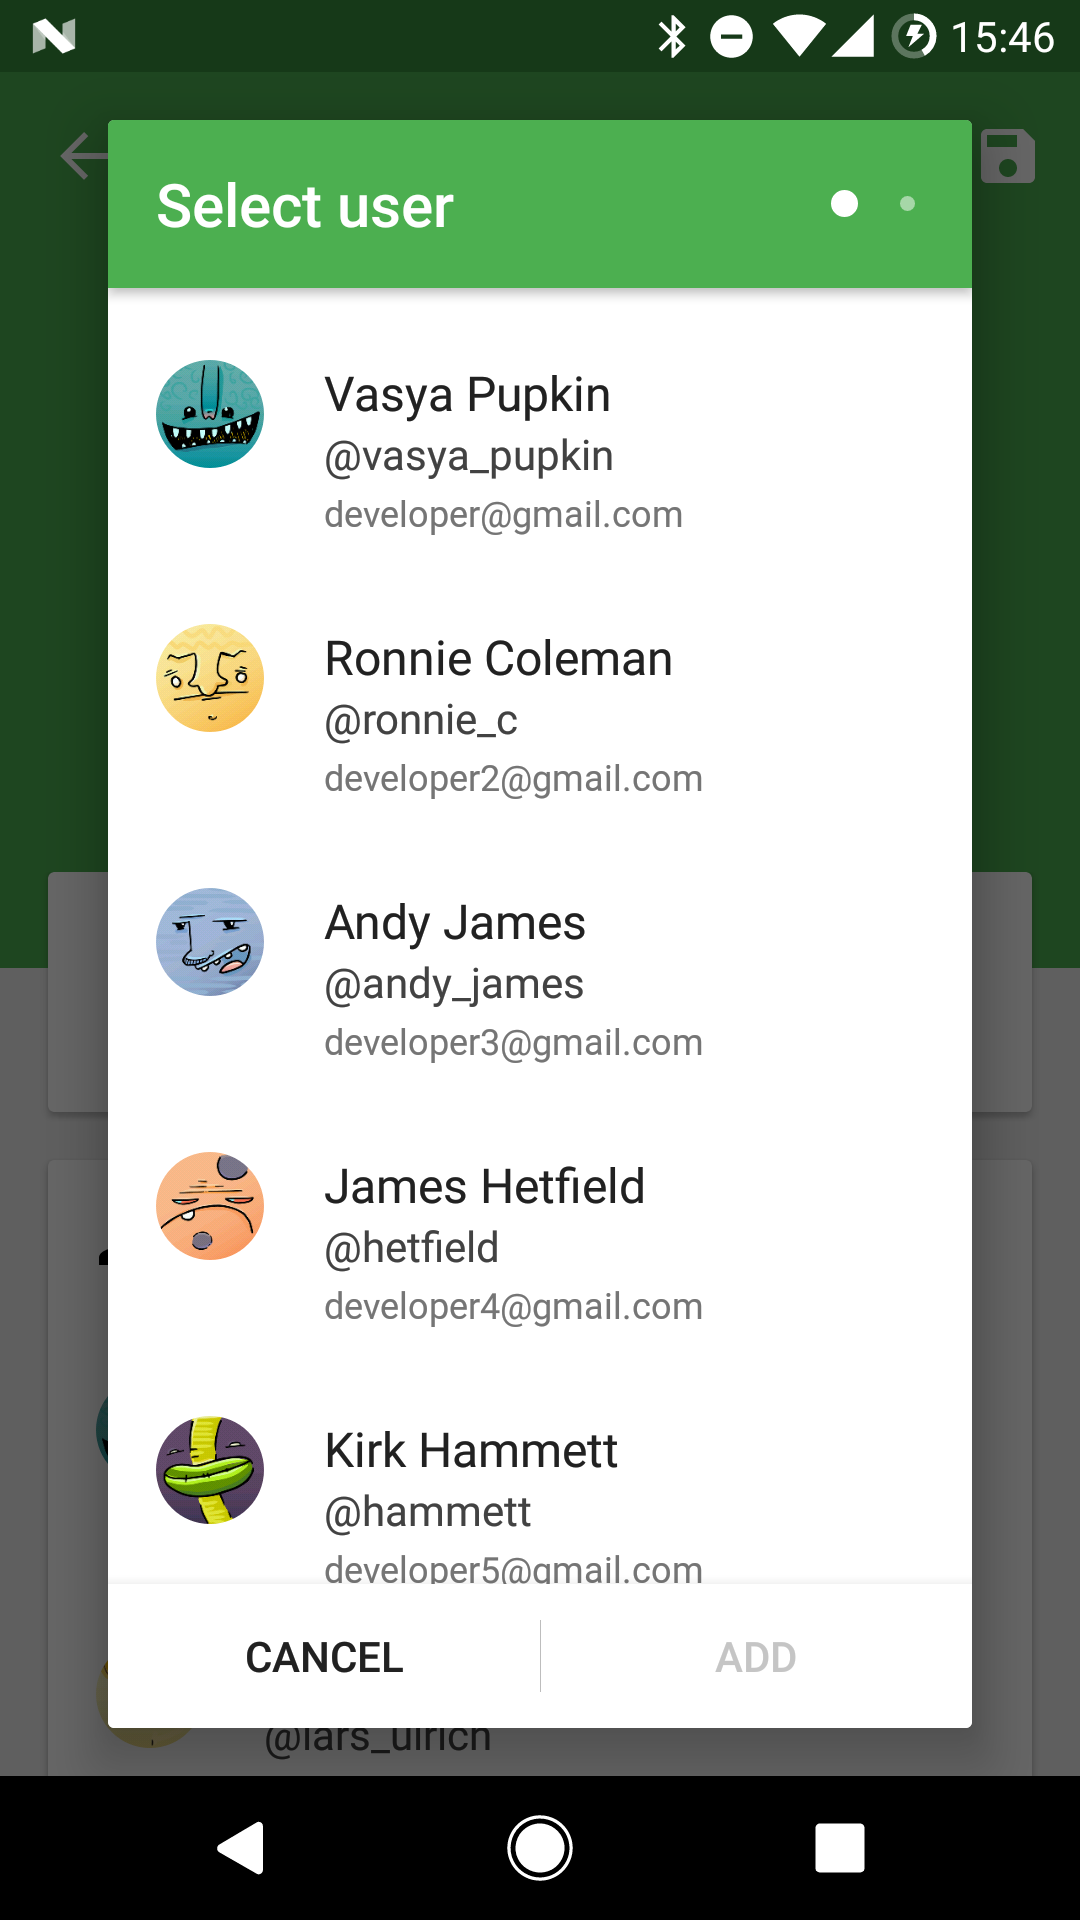 15:46
Select user
Vasya Pupkin
@vasya_pupkin
developer@gmail.com
Ronnie Coleman
@ronnie_c
developer2@gmail.com
Andy James
@andy_james
developer3@gmail.com
James Hetfield
@hetfield
developer4@gmail.com
Kirk Hammett
@hammett
developer5@gmail.com
CANCEL
ADD
@lars_ulrich